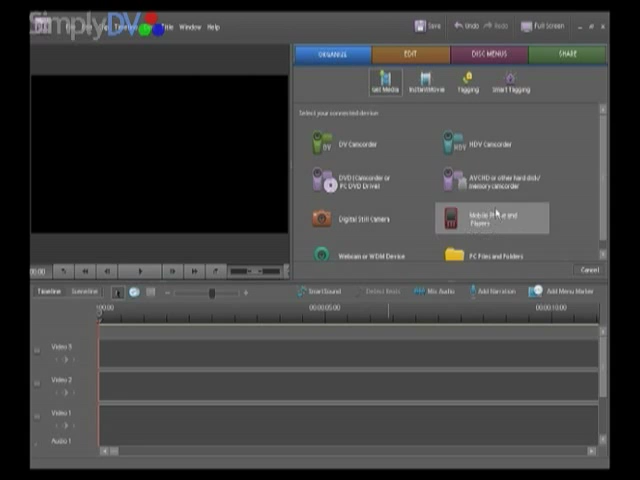 SimplyDV
Title Window Help
Save Undo Redo Full Screen
ORGANIZE EDIT DISC MENUS SHARE
Get Media InstantMovie Tagging Smart Tagging
Select your connected device:
DV Camcorder
HDV Camcorder
DVD (Camcorder or
PC DVD Drive)
AVCHD or other hard disk/
memory camcorder
Digital Still Camera
Mobile Phone and
Players
Webcam or WDM Device
PC Files and Folders
Cancel
Timeline Sceneline
SmartSound Detect Beats Mix Audio Add Narration Add Menu Marker
00:00:05:00 00:00:10:00
Video 3
Video 2
Video 1
Audio 1